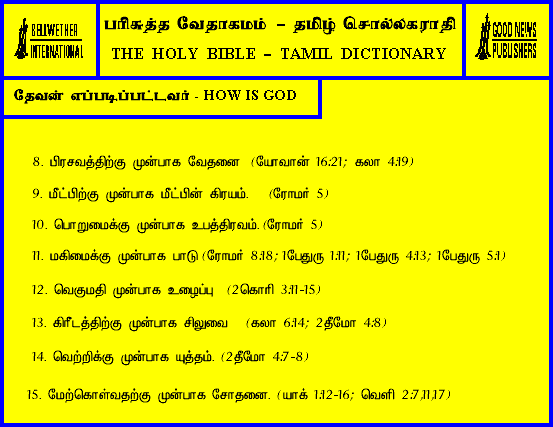 BELLWETHER
INTERNATIONAL
பரிசுத்த வேதாகமம் - தமிழ் சொல்லகராதி
THE HOLY BIBLE - TAMIL DICTIONARY
GOOD NEWS
PUBLISHERS
தேவன் எப்படிப்பட்டவர் - HOW IS GOD
8. பிரசவத்திற்கு முன்பாக வேதனை (யோவான் 16:21; கலா 4:19)
9. மீட்பிற்கு முன்பாக மீட்பின் கிரயம். (ரோமர் 5)
10. பொறுமைக்கு முன்பாக உபத்திரவம். (ரோமர் 5)
11. மகிமைக்கு முன்பாக பாடு (ரோமர் 8:18; 1பேதுரு 1:11; 1பேதுரு 4:13; 1பேதுரு 5:1)
12. வெகுமதி முன்பாக உழைப்பு (2கொரி 3:11-15)
13. கிரீடத்திற்கு முன்பாக சிலுவை (கலா 6:14; 2தீமோ 4:8)
14. வெற்றிக்கு முன்பாக யுத்தம். (2தீமோ 4:7-8)
15. மேற்கொள்வதற்கு முன்பாக சோதனை. (யாக் 1:12-16; வெளி 2:7,11,17)